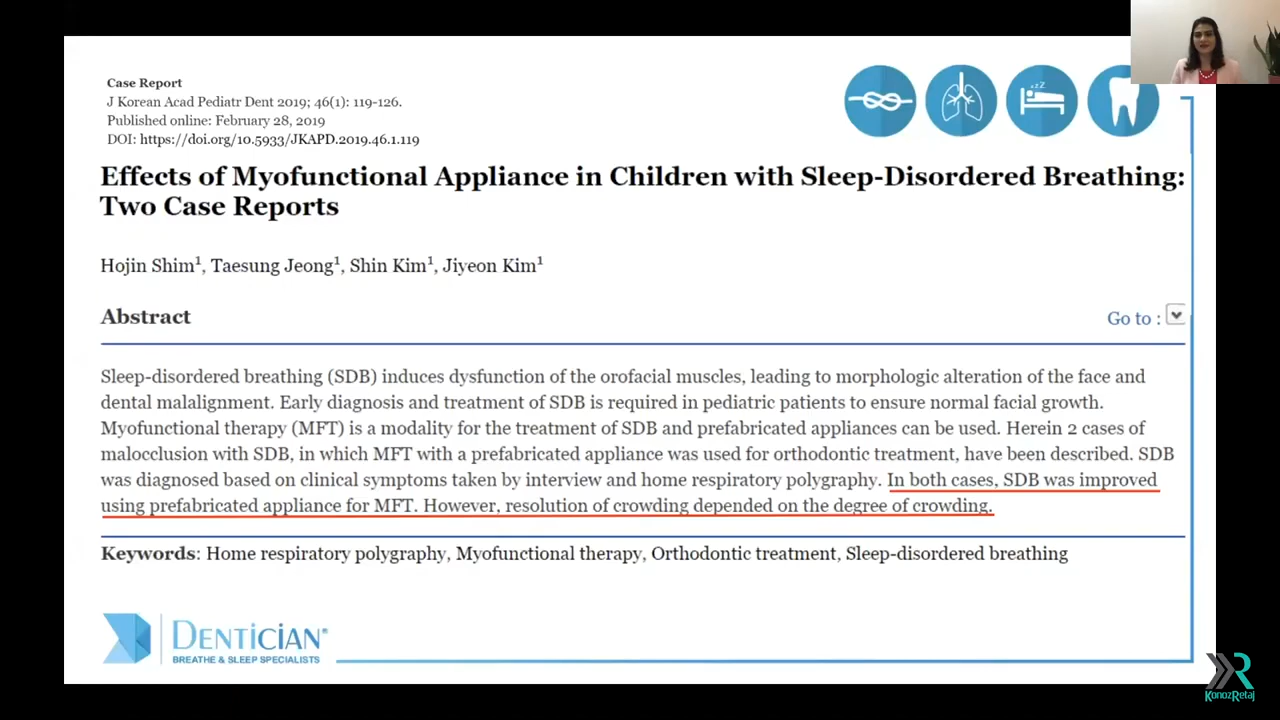 Case Report
J Korean Acad Pediatr Dent 2019; 46(1): 119-126.
Published online: February 28, 2019
DOI: https://doi.org/10.5933/JKAPD.2019.46.1.119
zZ
Effects of Myofunctional Appliance in Children with Sleep-Disordered Breathing:
Two Case Reports
Hojin Shim¹, Taesung Jeong¹, Shin Kim¹, Jiyeon Kim¹
Abstract
Go to :
Sleep-disordered breathing (SDB) induces dysfunction of the orofacial muscles, leading to morphologic alteration of the face and
dental malalignment. Early diagnosis and treatment of SDB is required in pediatric patients to ensure normal facial growth.
Myofunctional therapy (MFT) is a modality for the treatment of SDB and prefabricated appliances can be used. Herein 2 cases of
malocclusion with SDB, in which MFT with a prefabricated appliance was used for orthodontic treatment, have been described. SDB
was diagnosed based on clinical symptoms taken by interview and home respiratory polygraphy. In both cases, SDB was improved
using prefabricated appliance for MFT. However, resolution of crowding depended on the degree of crowding.
Keywords: Home respiratory polygraphy, Myofunctional therapy, Orthodontic treatment, Sleep-disordered breathing
DENTICIAN®
BREATHE & SLEEP SPECIALISTS
KonozRetaj